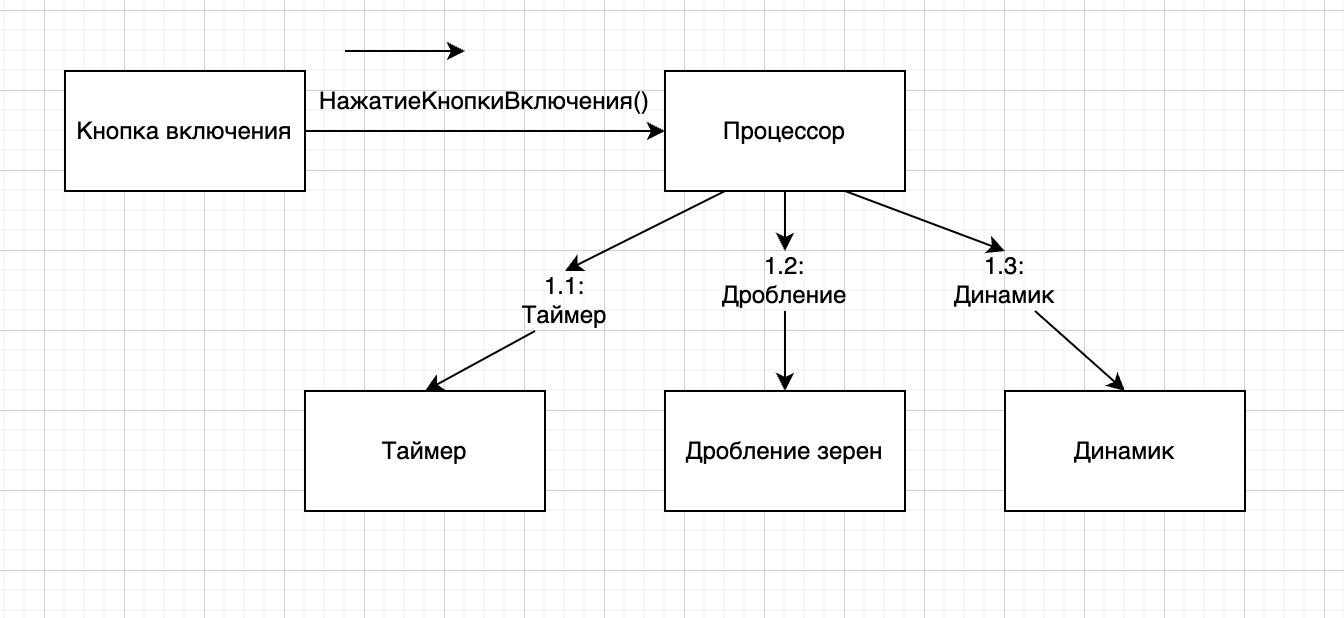 НажатиеКнопкиВключения()
Кнопка включения
Процессор
1.1:
Таймер
1.2:
Дробление
1.3:
Динамик
Таймер
Дробление зерен
Динамик